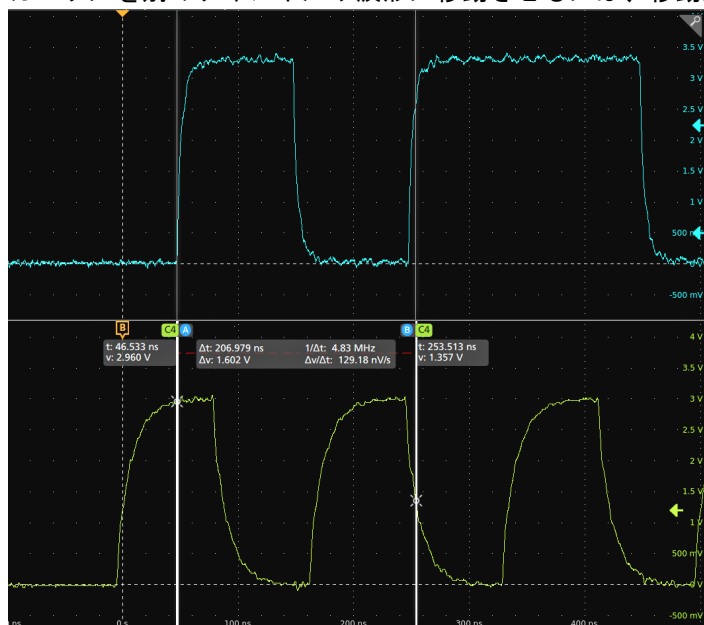 3.5 V
3 V
2.5 V
2 V
1.5 V
1 V
500 m
-500 mV
B
C4 A
B C4
4 V
t: 46.533 ns
v: 2.960 V
Δt: 206.979 ns 1/Δt: 4.83 MHz
Δv: 1.602 V Δv/Δt: 129.18 nV/s
t: 253.513 ns
v: 1.357 V
3.5 V
3 V
2.5 V
2 V
1.5 V
1 V
500 mV
0 V
-500 mV
ns
0 s
100 ns
200 ns
300 ns
400 ns